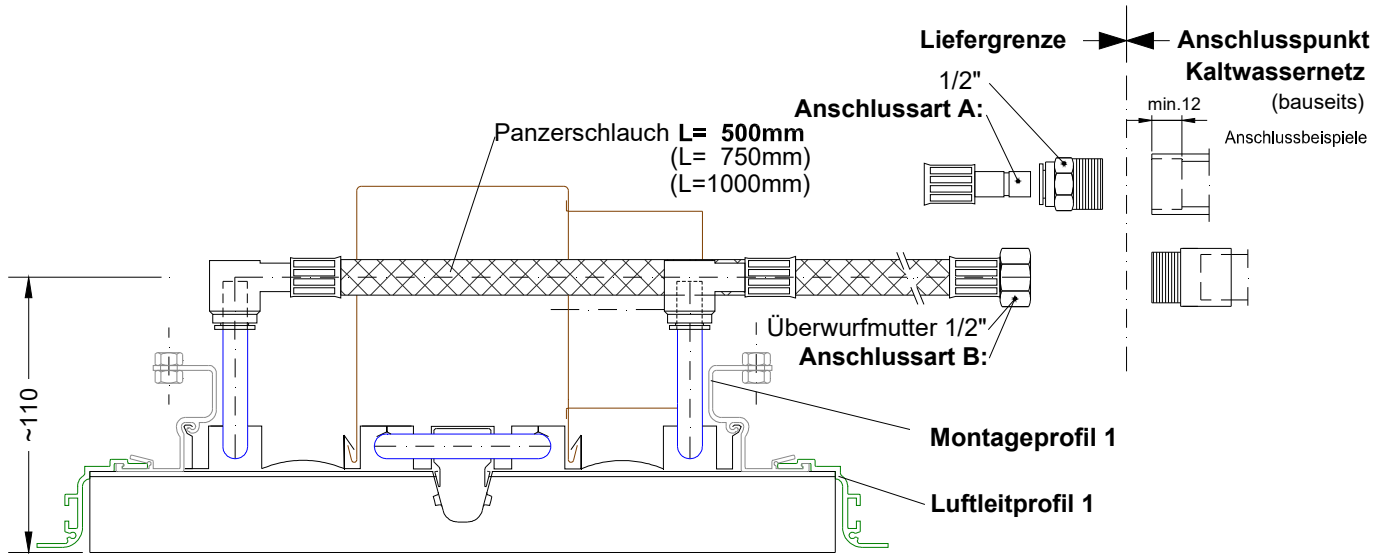 Liefergrenze
Anschlusspunkt
Kaltwassernetz
(bauseits)
1/2"
Anschlussart A:
min.12
Anschlussbeispiele
Panzerschlauch L= 500mm
(L= 750mm)
(L=1000mm)
Überwurfmutter 1/2"
Anschlussart B:
~110
Montageprofil 1
Luftleitprofil 1